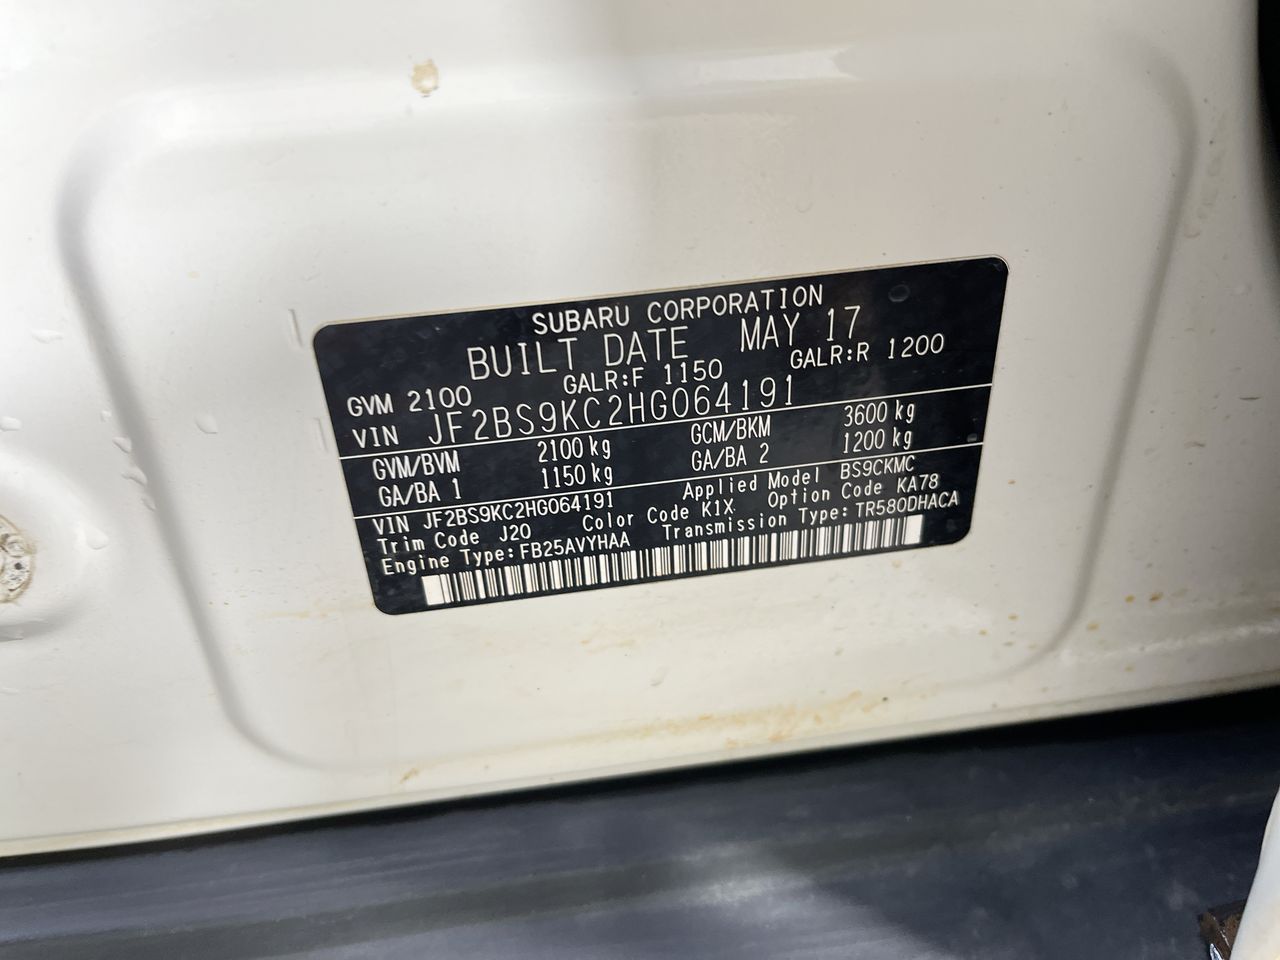 SUBARU CORPORATION
BUILT DATE MAY 17
GVM 2100 GALR:F 1150 GALR:R 1200
VIN JF2BS9KC2HG064191
GVM/BVM 2100 kg GCM/BKM 3600 kg
GA/BA 1 1150 kg GA/BA 2 1200 kg
VIN JF2BS9KC2HG064191 Applied Model BS9CKMC
Trim Code J20 Color Code K1X Option Code KA78
Engine Type: FB25AVYHAA Transmission Type: TR580DHACA